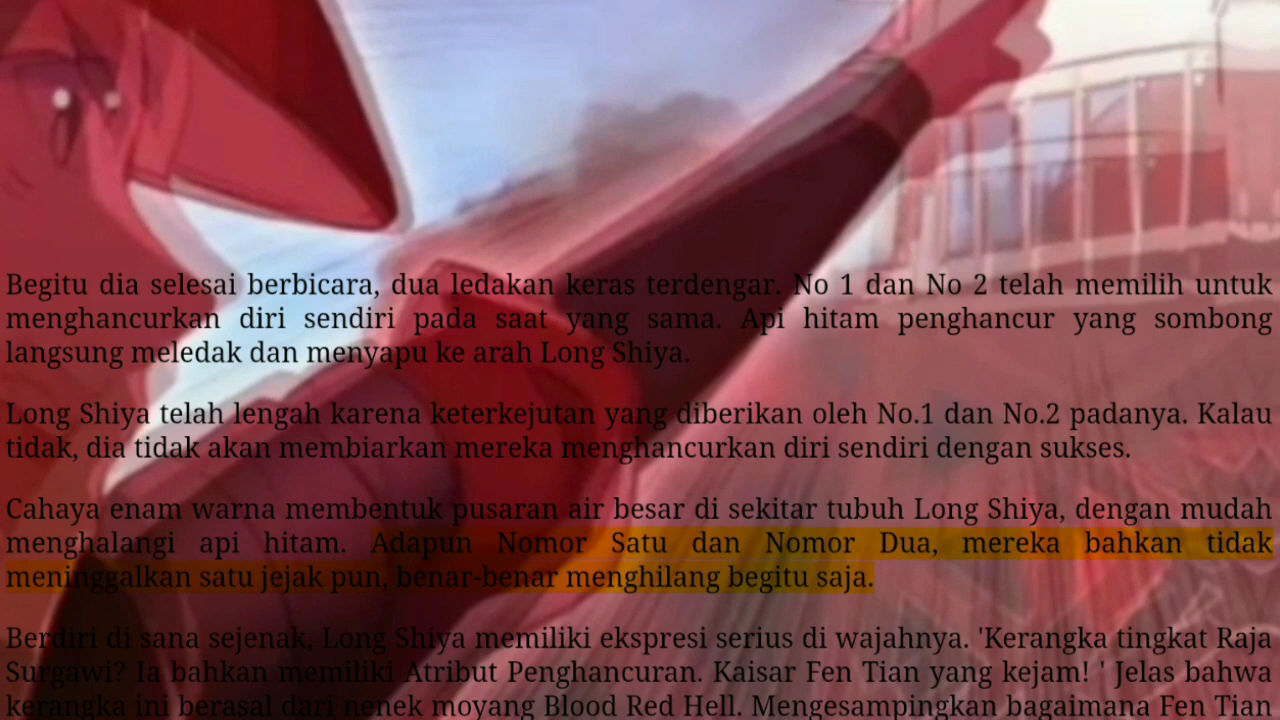 Begitu dia selesai berbicara, dua ledakan keras terdengar. No 1 dan No 2 telah memilih untuk
menghancurkan diri sendiri pada saat yang sama. Api hitam penghancur yang sombong
langsung meledak dan menyapu ke arah Long Shiya.
Long Shiya telah lengah karena keterkejutan yang diberikan oleh No.1 dan No.2 padanya. Kalau
tidak, dia tidak akan membiarkan mereka menghancurkan diri sendiri dengan sukses.
Cahaya enam warna membentuk pusaran air besar di sekitar tubuh Long Shiya, dengan mudah
menghalangi api hitam. Adapun Nomor Satu dan Nomor Dua, mereka bahkan tidak
meninggalkan satu jejak pun, benar-benar menghilang begitu saja.
Berdiri di sana sejenak, Long Shiya memiliki ekspresi serius di wajahnya. 'Kerangka tingkat Raja
Surgawi? Ia bahkan memiliki Atribut Penghancuran. Kaisar Fen Tian yang kejam! ' Jelas bahwa
kerangka ini berasal dari nenek moyang Blood Red Hell. Mengesampingkan bagaimana Fen Tian